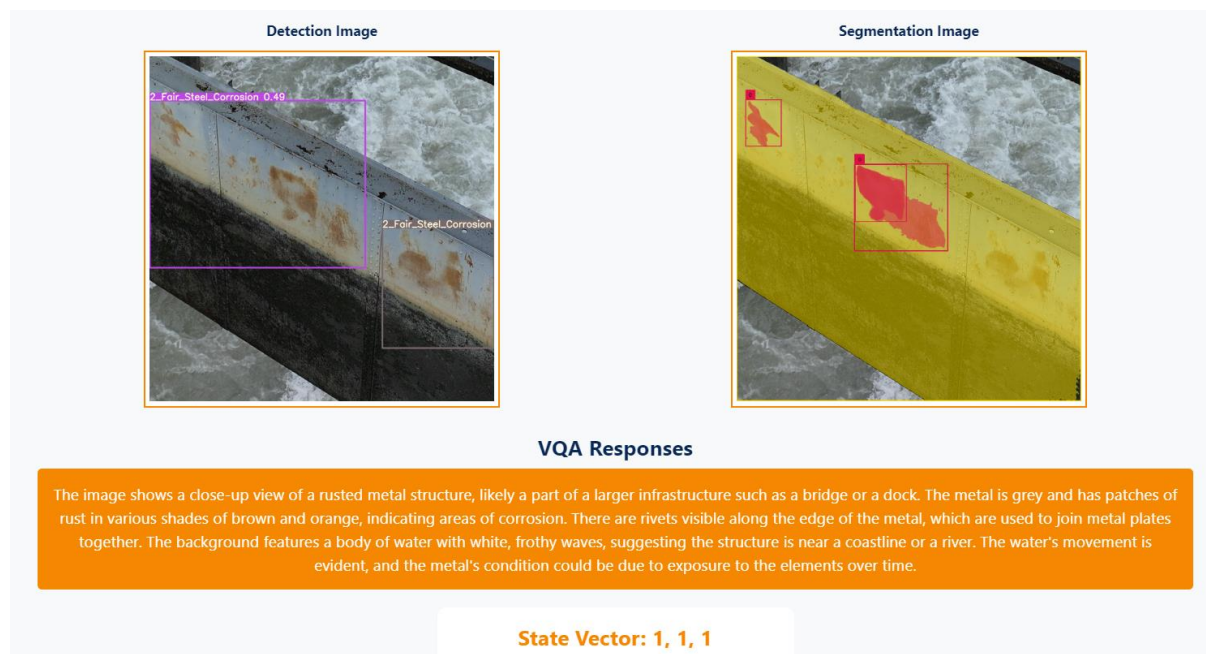 Detection Image
Segmentation Image
2_Fair_Steel_Corrosion 0.49
2_Fair_Steel_Corrosion
VQA Responses
The image shows a close-up view of a rusted metal structure, likely a part of a larger infrastructure such as a bridge or a dock. The metal is grey and has patches of
rust in various shades of brown and orange, indicating areas of corrosion. There are rivets visible along the edge of the metal, which are used to join metal plates
together. The background features a body of water with white, frothy waves, suggesting the structure is near a coastline or a river. The water's movement is
evident, and the metal's condition could be due to exposure to the elements over time.
State Vector: 1, 1, 1